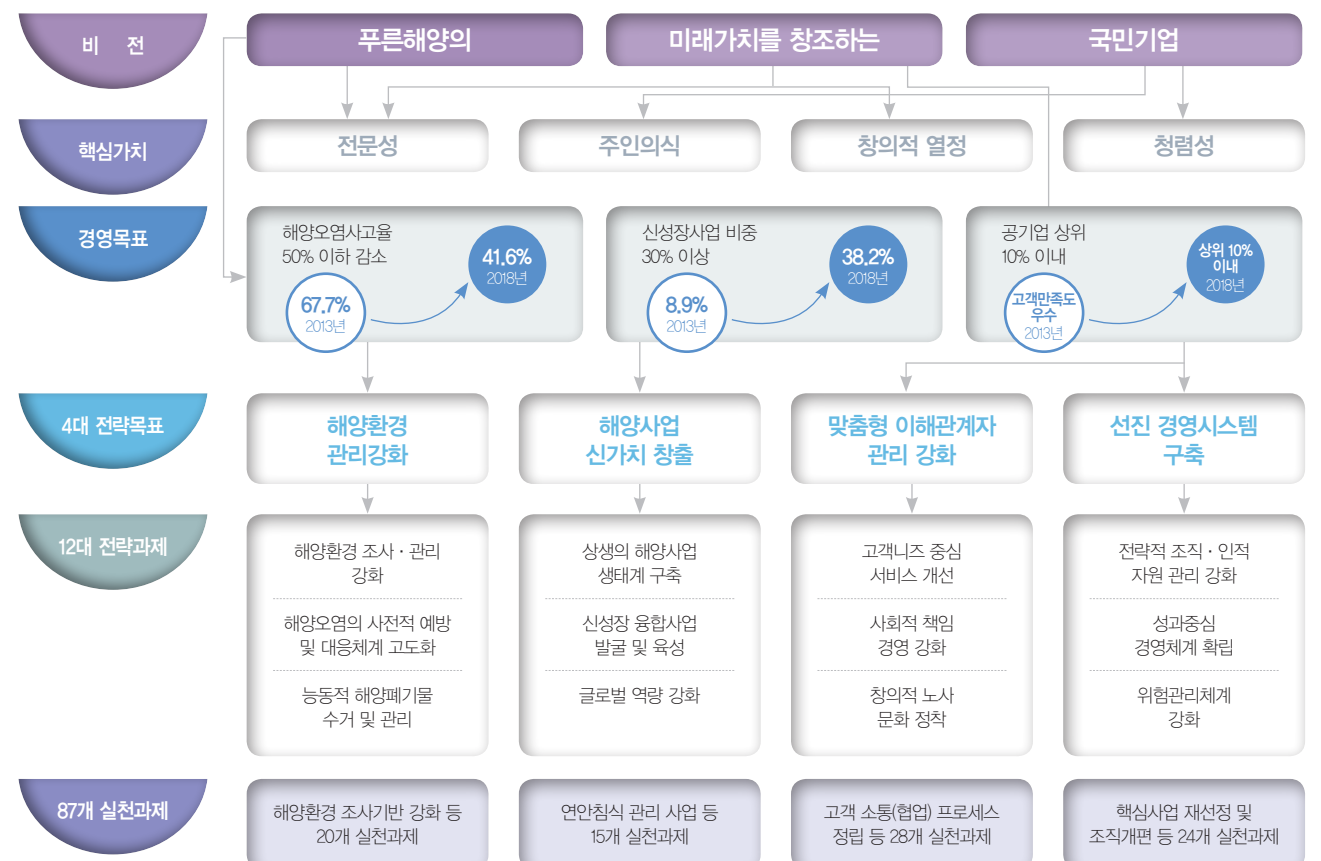 비 전
푸른해양의
미래가치를 창조하는
국민기업
핵심가치
전문성
주인의식
창의적 열정
청렴성
경영목표
해양오염사고율
50% 이하 감소
67.7%
2013년
41.6%
2018년
신성장사업 비중
30% 이상
8.9%
2013년
38.2%
2018년
공기업 상위
10% 이내
고객만족도
우수
2013년
상위 10%
이내
2018년
4대 전략목표
해양환경
관리강화
해양사업
신가치 창출
맞춤형 이해관계자
관리 강화
선진 경영시스템
구축
12대 전략과제
해양환경 조사 · 관리
강화
해양오염의 사전적 예방
및 대응체계 고도화
능동적 해양폐기물
수거 및 관리
상생의 해양사업
생태계 구축
신성장 융합사업
발굴 및 육성
글로벌 역량 강화
고객니즈 중심
서비스 개선
사회적 책임
경영 강화
창의적 노사
문화 정착
전략적 조직 · 인적
자원 관리 강화
성과중심
경영체계 확립
위험관리체계
강화
87개 실천과제
해양환경 조사기반 강화 등
20개 실천과제
연안침식 관리 사업 등
15개 실천과제
고객 소통(협업) 프로세스
정립 등 28개 실천과제
핵심사업 재선정 및
조직개편 등 24개 실천과제